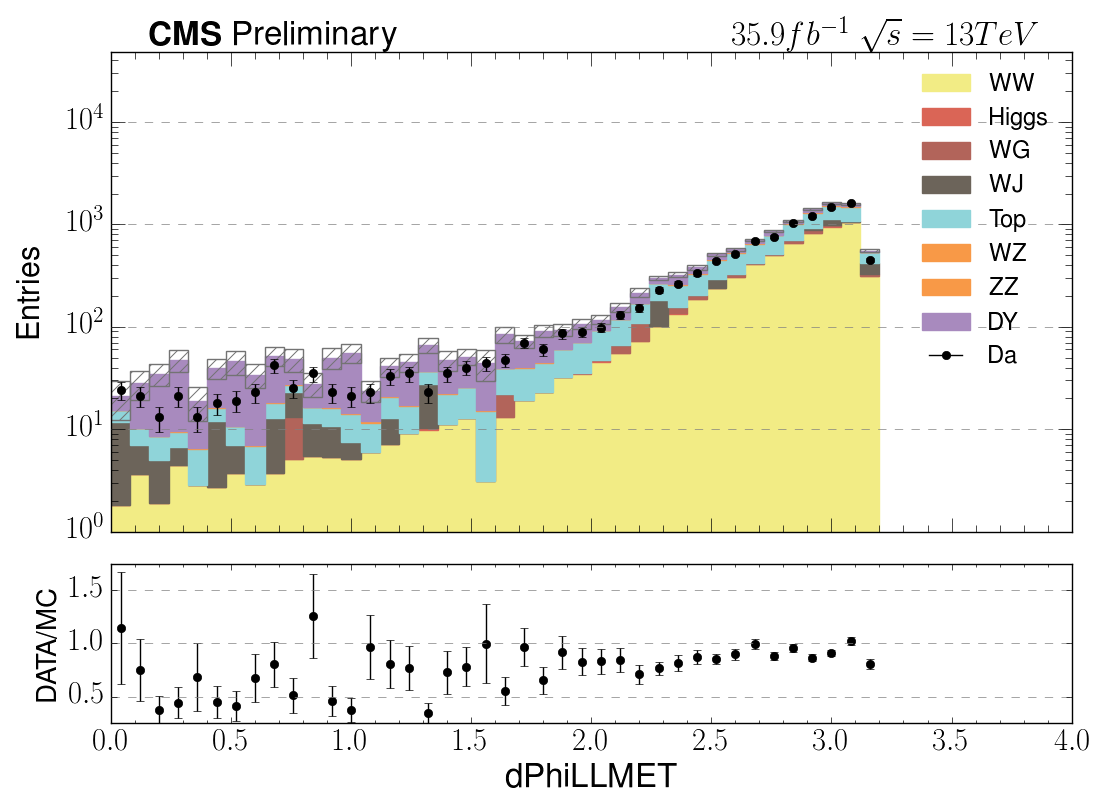 CMS Preliminary 35.9fb⁻¹ √s = 13TeV
WW
Higgs
WG
WJ
Top
WZ
ZZ
DY
Da
Entries
10⁴
10³
10²
10¹
10⁰
DATA/MC
1.5
1.0
0.5
0.0 0.5 1.0 1.5 2.0 2.5 3.0 3.5 4.0
dPhiLLMET